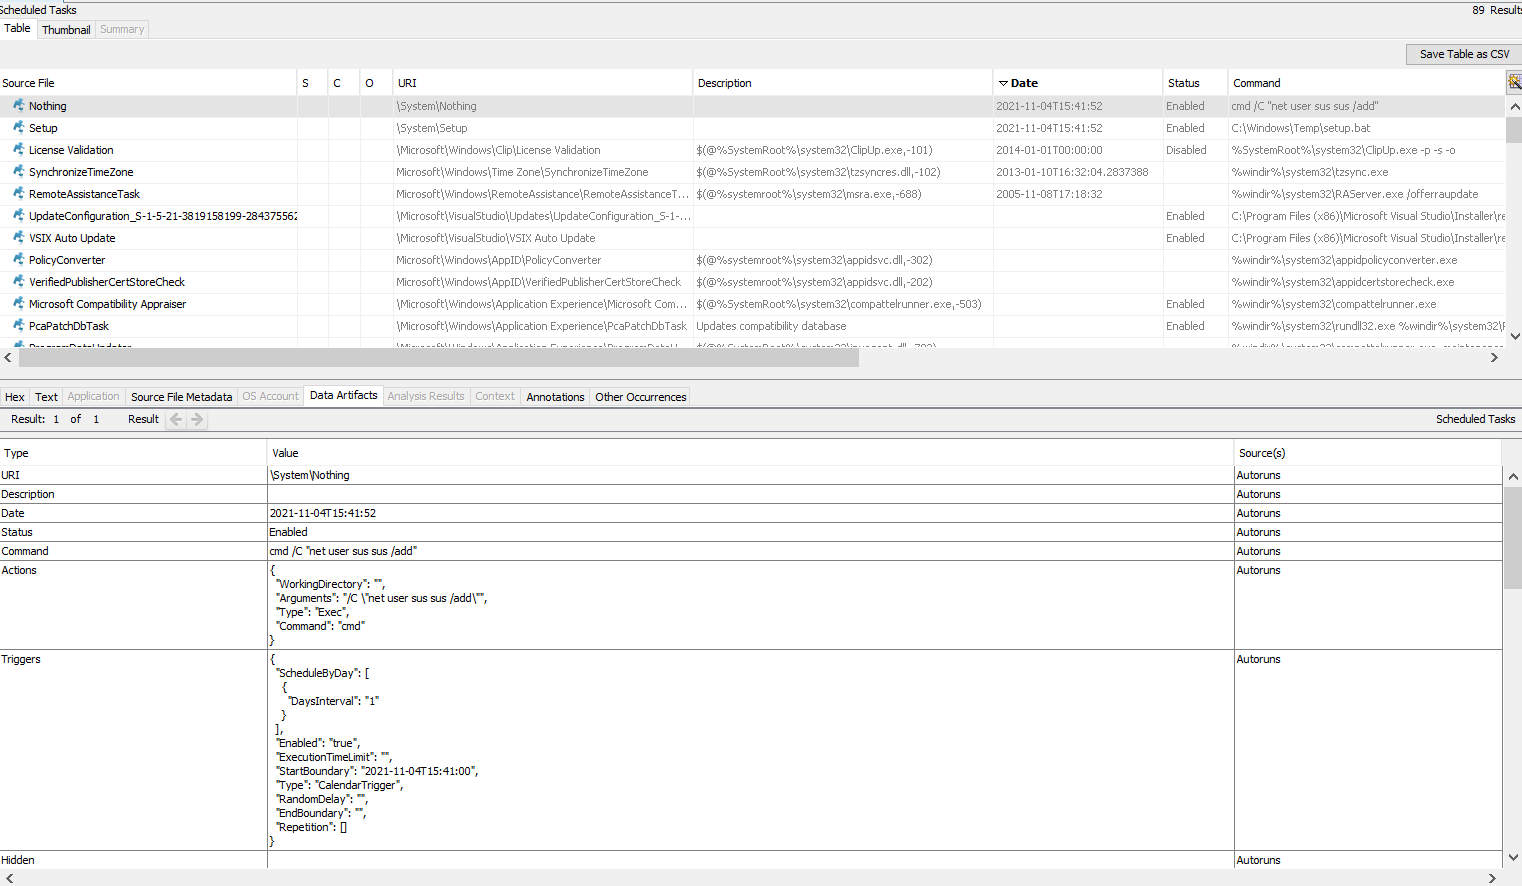 Scheduled Tasks 89 Results
Table Thumbnail Summary
Save Table as CSV
Source File S C O URI Description Date Status Command
Nothing \System\Nothing 2021-11-04T15:41:52 Enabled cmd /C "net user sus sus /add"
Setup \System\Setup 2021-11-04T15:41:52 Enabled C:\Windows\Temp\setup.bat
License Validation \Microsoft\Windows\Clip\License Validation $(@%SystemRoot%\system32\ClipUp.exe,-101) 2014-01-01T00:00:00 Disabled %SystemRoot%\system32\ClipUp.exe -p -s -o
SynchronizeTimeZone \Microsoft\Windows\Time Zone\SynchronizeTimeZone $(@%systemRoot%\system32\tzsyncres.dll,-102) 2013-01-10T16:32:04.2837388 %windir%\system32\tzsync.exe
RemoteAssistanceTask \Microsoft\Windows\RemoteAssistance\RemoteAssistanceT... $(@%systemroot%\system32\msra.exe,-688) 2005-11-08T17:18:32 %windir%\system32\RAServer.exe /offerraupdate
UpdateConfiguration_S-1-5-21-3819158199-284375562 \Microsoft\VisualStudio\Updates\UpdateConfiguration_S-1-... Enabled C:\Program Files (x86)\Microsoft Visual Studio\Installer\re
VSIX Auto Update \Microsoft\VisualStudio\VSIX Auto Update Enabled C:\Program Files (x86)\Microsoft Visual Studio\Installer\re
PolicyConverter Microsoft\Windows\AppID\PolicyConverter $(@%systemroot%\system32\appidsvc.dll,-302) %windir%\system32\appidpolicyconverter.exe
VerifiedPublisherCertStoreCheck Microsoft\Windows\AppID\VerifiedPublisherCertStoreCheck $(@%systemroot%\system32\appidsvc.dll,-202) %windir%\system32\appidcertstorecheck.exe
Microsoft Compatibility Appraiser \Microsoft\Windows\Application Experience\Microsoft Com... $(@%SystemRoot%\system32\compattelrunner.exe,-503) Enabled %windir%\system32\compattelrunner.exe
PcaPatchDbTask \Microsoft\Windows\Application Experience\PcaPatchDbTask Updates compatibility database Enabled %windir%\system32\rundll32.exe %windir%\system32\
Hex Text Application Source File Metadata OS Account Data Artifacts Analysis Results Context Annotations Other Occurrences
Result: 1 of 1 Result Scheduled Tasks
Type Value Source(s)
URI \System\Nothing Autoruns
Description Autoruns
Date 2021-11-04T15:41:52 Autoruns
Status Enabled Autoruns
Command cmd /C "net user sus sus /add" Autoruns
Actions { Autoruns
"WorkingDirectory": "",
"Arguments": "/C \"net user sus sus /add\"",
"Type": "Exec",
"Command": "cmd"
}
Triggers { Autoruns
"ScheduleByDay": [
{
"DaysInterval": "1"
}
],
"Enabled": "true",
"ExecutionTimeLimit": "",
"StartBoundary": "2021-11-04T15:41:00",
"Type": "CalendarTrigger",
"RandomDelay": "",
"EndBoundary": "",
"Repetition": []
}
Hidden Autoruns